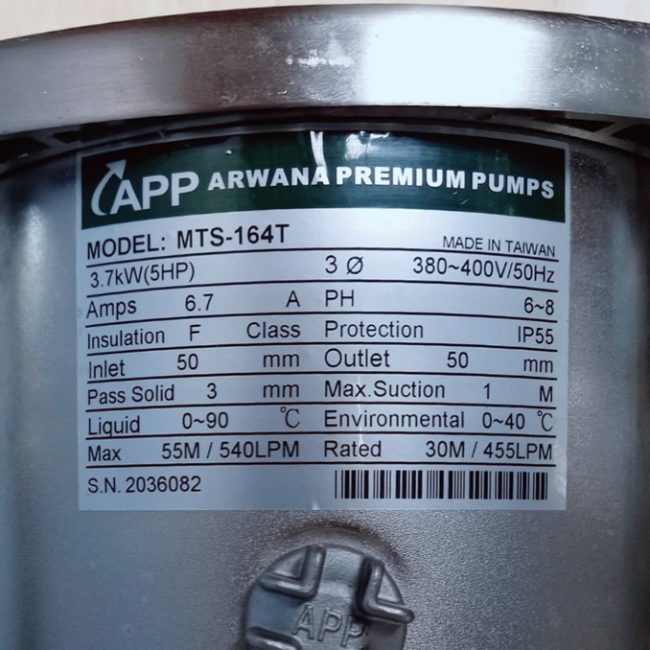 APP ARWANA PREMIUM PUMPS
MODEL: MTS-164T MADE IN TAIWAN
3.7kW(5HP) 3 Ø 380~400V/50Hz
Amps 6.7 A PH 6~8
Insulation F Class Protection IP55
Inlet 50 mm Outlet 50 mm
Pass Solid 3 mm Max.Suction 1 M
Liquid 0~90 ℃ Environmental 0~40 ℃
Max 55M / 540LPM Rated 30M / 455LPM
S.N. 2036082
APP